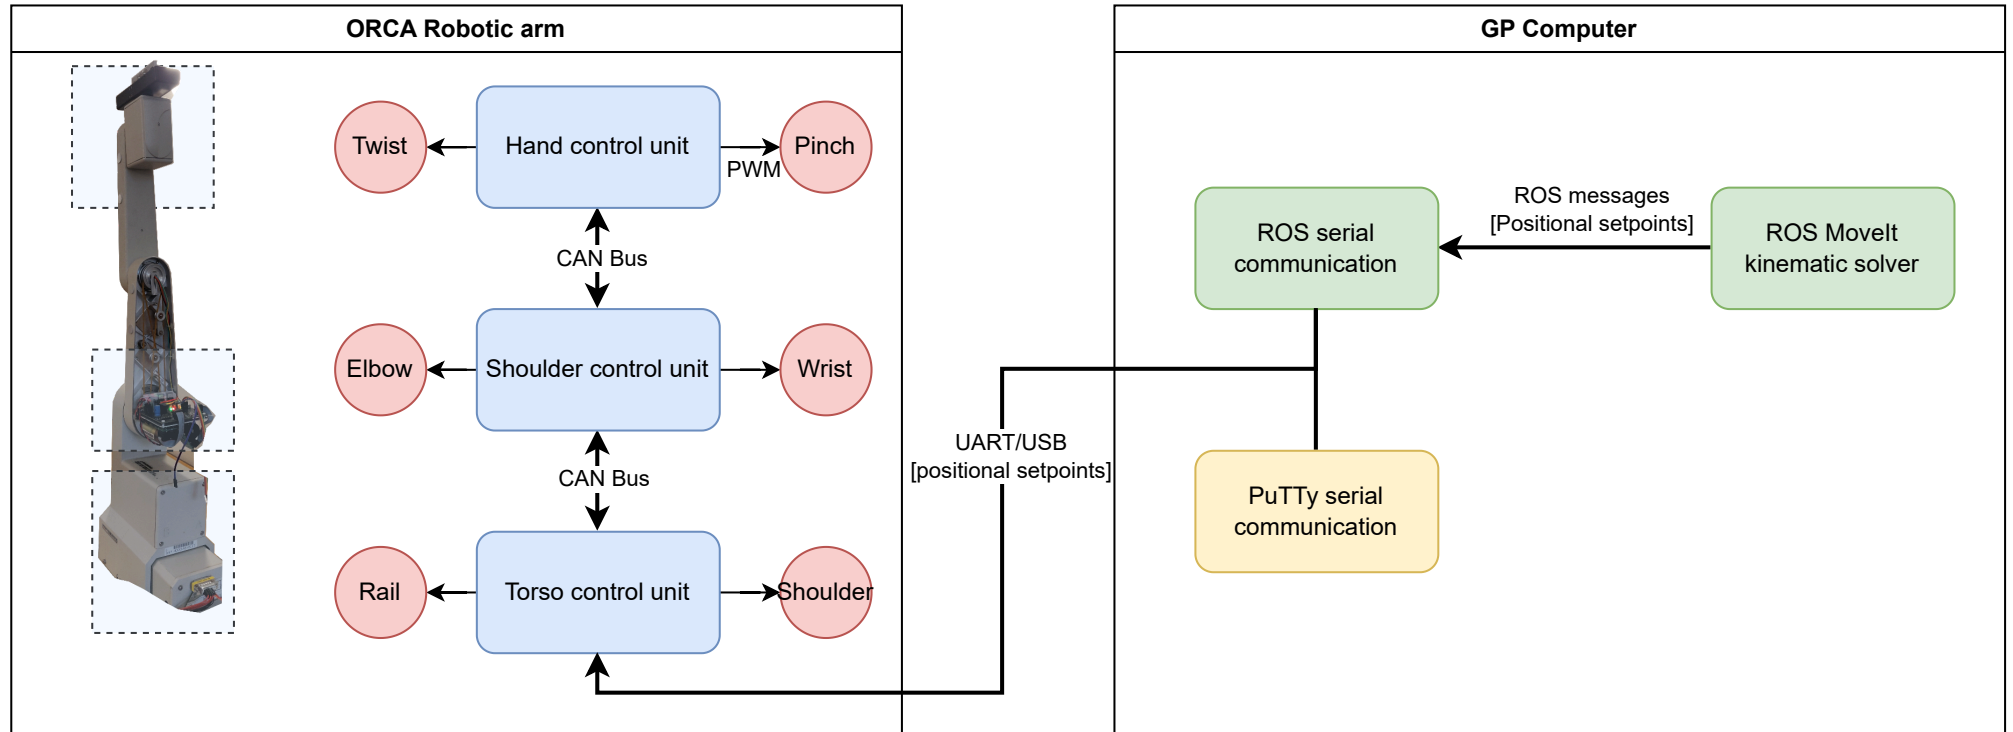 ORCA Robotic arm
Twist
Hand control unit
PWM
Pinch
CAN Bus
Elbow
Shoulder control unit
Wrist
CAN Bus
Rail
Torso control unit
Shoulder
UART/USB
[positional setpoints]
GP Computer
ROS serial
communication
ROS messages
[Positional setpoints]
ROS MoveIt
kinematic solver
PuTTy serial
communication